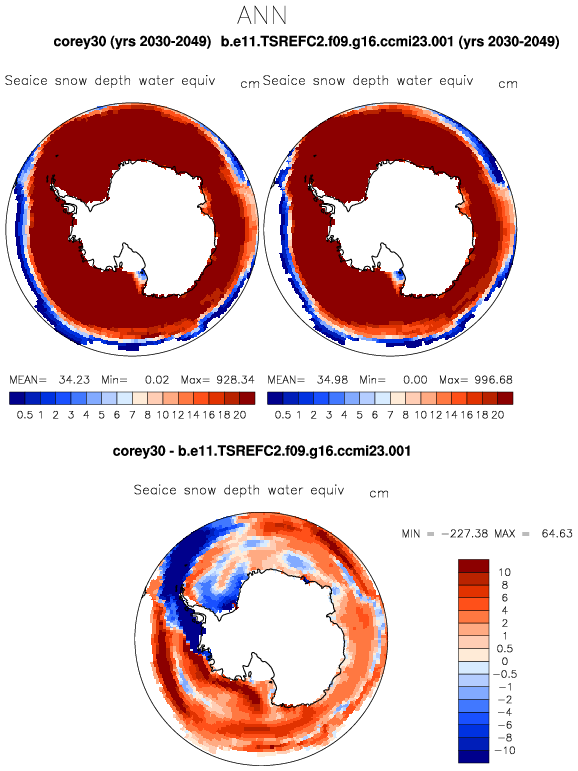 ANN
corey30 (yrs 2030-2049) b.e11.TSREFC2.f09.g16.ccmi23.001 (yrs 2030-2049)
Seaice snow depth water equiv cm Seaice snow depth water equiv cm
MEAN= 34.23 Min= 0.02 Max= 928.34 MEAN= 34.98 Min= 0.00 Max= 996.68
0.5 1 2 3 4 5 6 7 8 10 12 14 16 18 20 0.5 1 2 3 4 5 6 7 8 10 12 14 16 18 20
corey30 - b.e11.TSREFC2.f09.g16.ccmi23.001
Seaice snow depth water equiv cm
MIN = -227.38 MAX = 64.63
10
8
6
4
2
1
0.5
0
-0.5
-1
-2
-4
-6
-8
-10